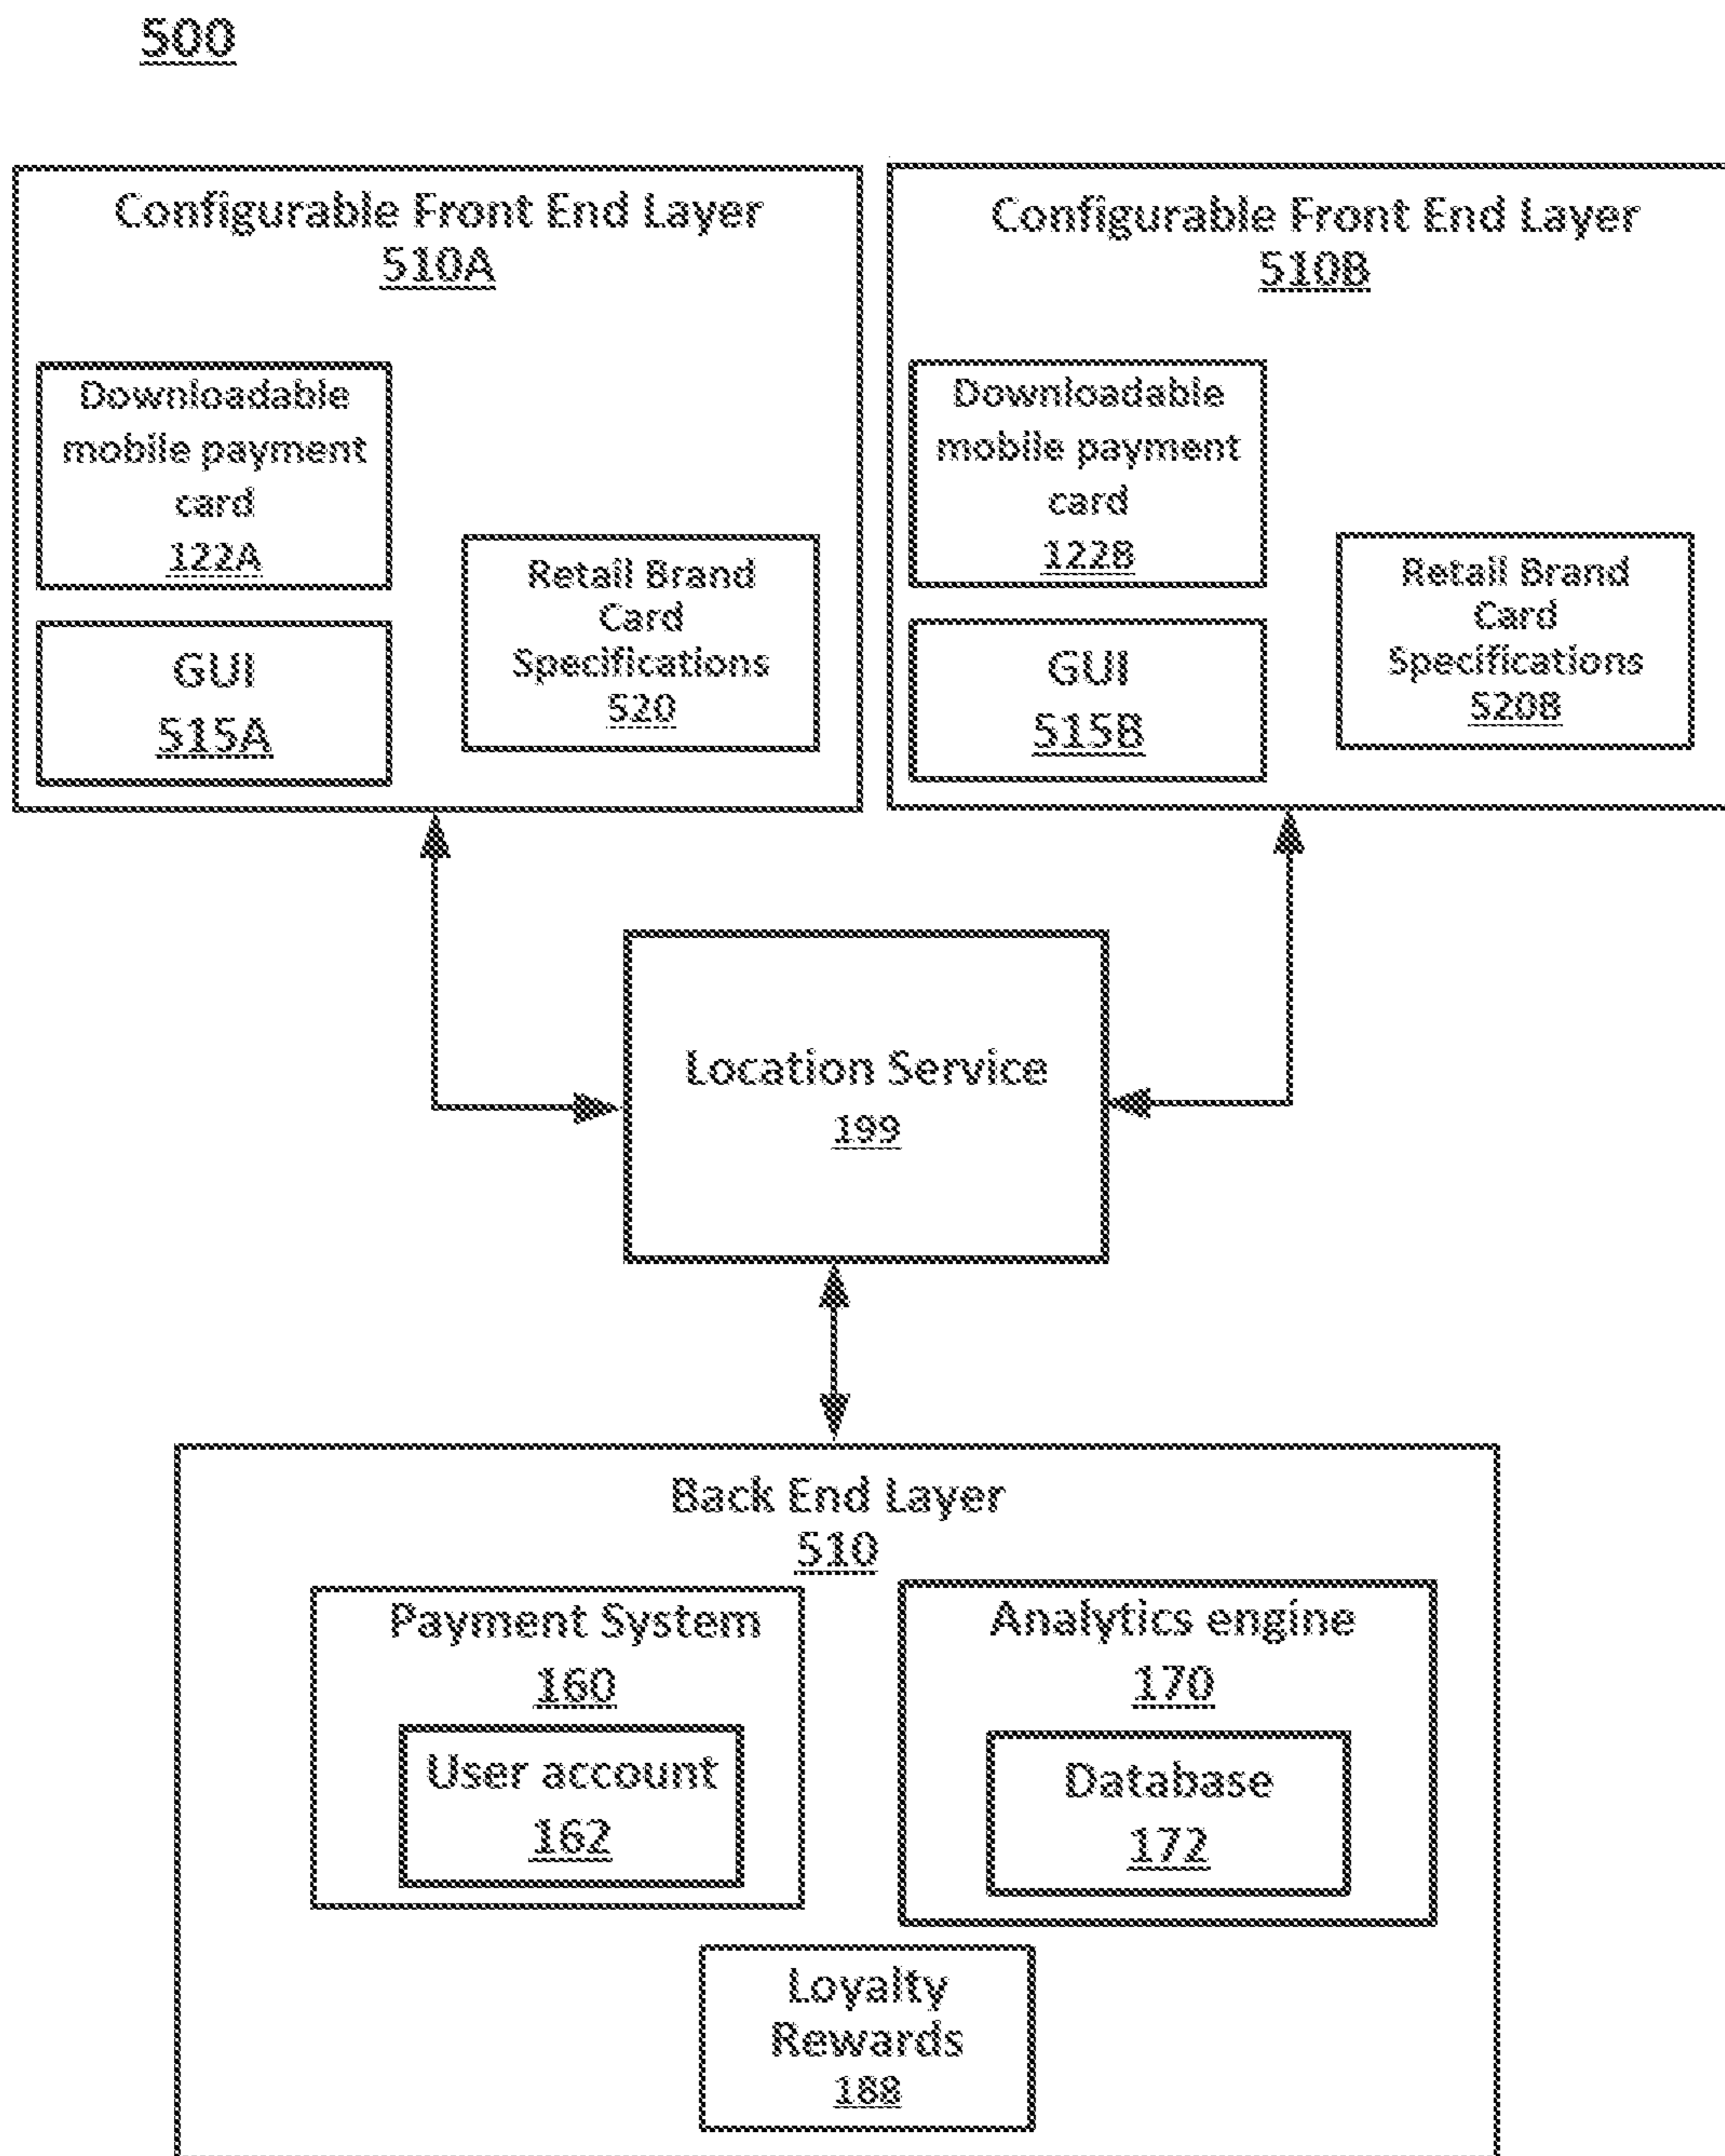 500
Configurable Front End Layer
510A
Downloadable
mobile payment
card
122A
GUI
515A
Retail Brand
Card
Specifications
520
Configurable Front End Layer
510B
Downloadable
mobile payment
card
122B
GUI
515B
Retail Brand
Card
Specifications
520B
Location Service
199
Back End Layer
510
Payment System
160
User account
162
Analytics engine
170
Database
172
Loyalty
Rewards
188